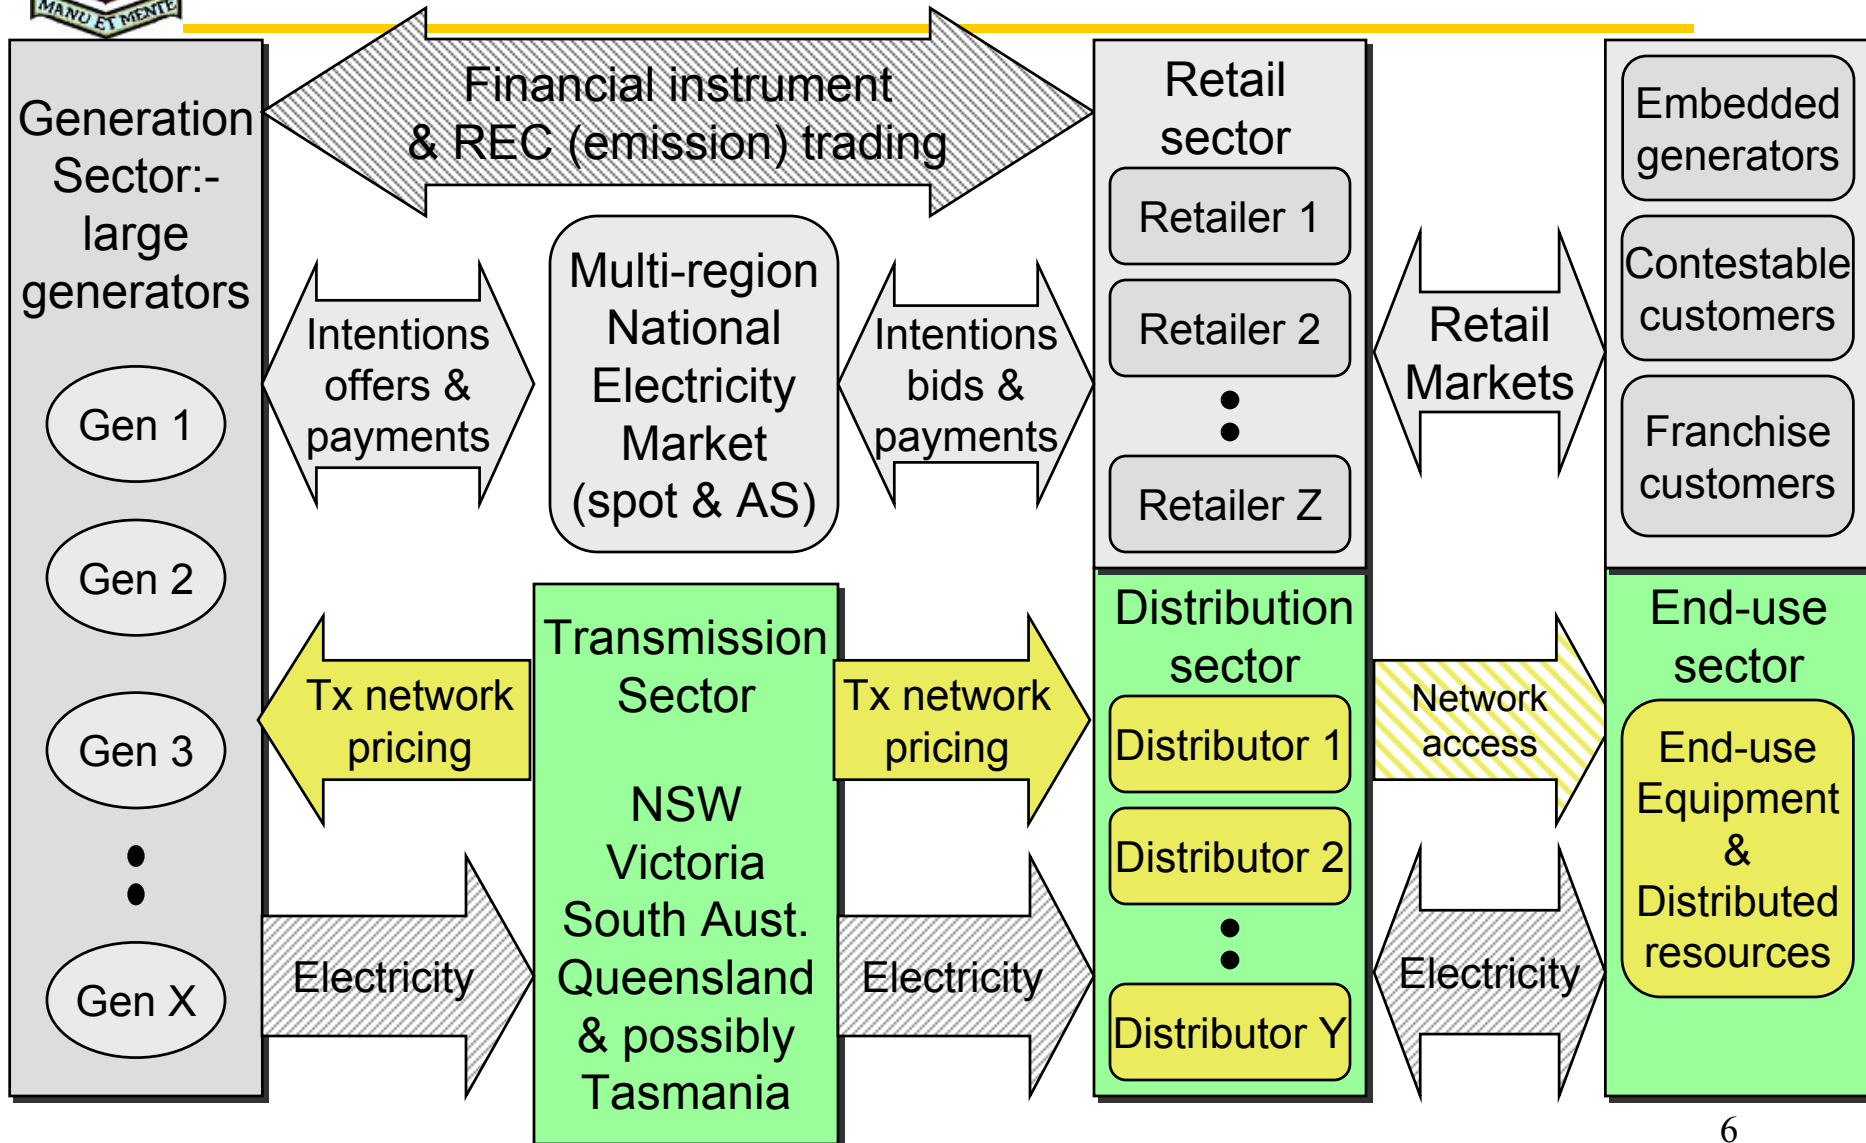 MANU ET MENTE
Financial instrument
& REC (emission) trading
Generation
Sector:-
large
generators
Gen 1
Gen 2
Gen 3
Gen X
Intentions
offers &
payments
Multi-region
National
Electricity
Market
(spot & AS)
Intentions
bids &
payments
Retail
sector
Retailer 1
Retailer 2
Retailer Z
Retail
Markets
Embedded
generators
Contestable
customers
Franchise
customers
Tx network
pricing
Transmission
Sector
NSW
Victoria
South Aust.
Queensland
& possibly
Tasmania
Tx network
pricing
Distribution
sector
Distributor 1
Distributor 2
Distributor Y
Network
access
End-use
sector
End-use
Equipment
&
Distributed
resources
Electricity
Electricity
Electricity
6